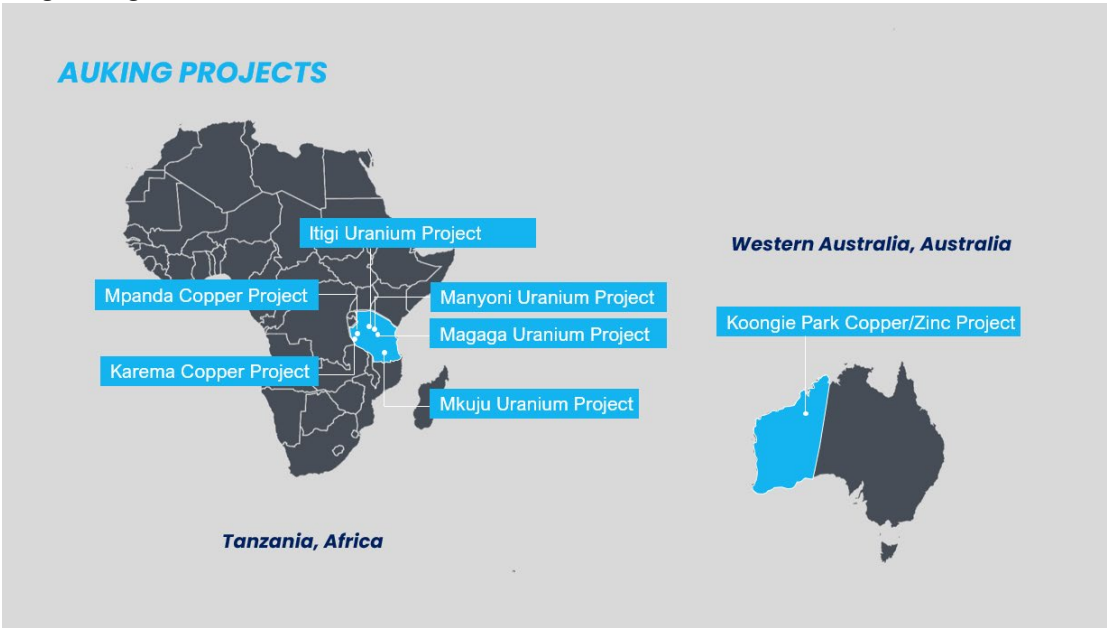 AUKING PROJECTS
Itigi Uranium Project
Mpanda Copper Project
Manyoni Uranium Project
Magaga Uranium Project
Karema Copper Project
Mkuju Uranium Project
Tanzania, Africa
Western Australia, Australia
Koongie Park Copper/Zinc Project